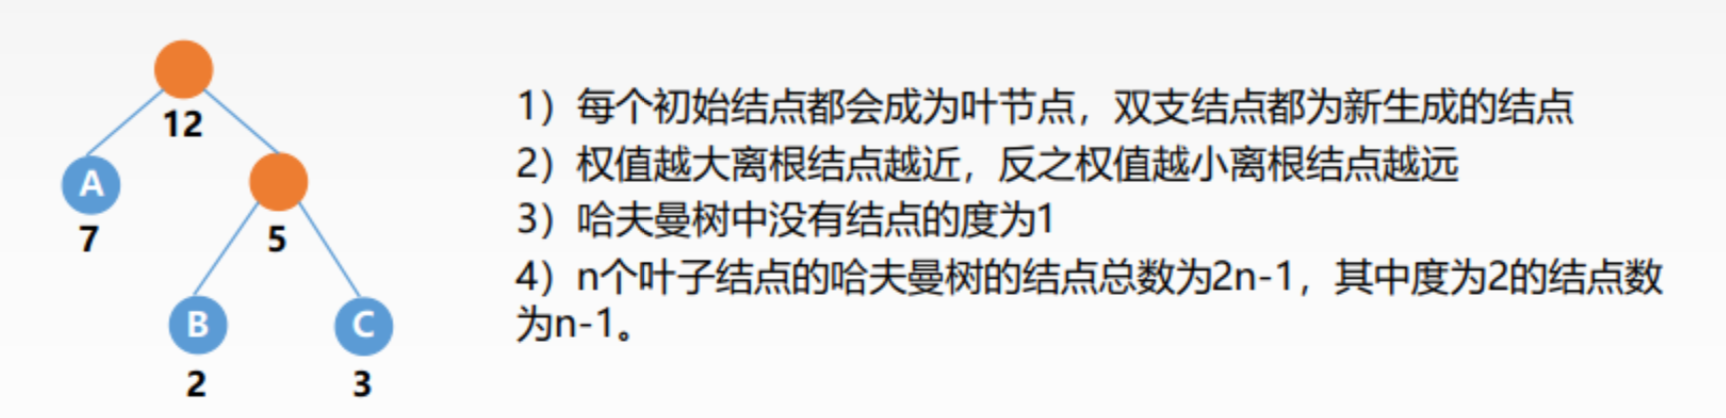 12
A
7
5
B
C
2
3
1）每个初始结点都会成为叶节点，双支结点都为新生成的结点
2）权值越大离根结点越近，反之权值越小离根结点越远
3）哈夫曼树中没有结点的度为1
4）n个叶子结点的哈夫曼树的结点总数为2n-1，其中度为2的结点数
为n-1。